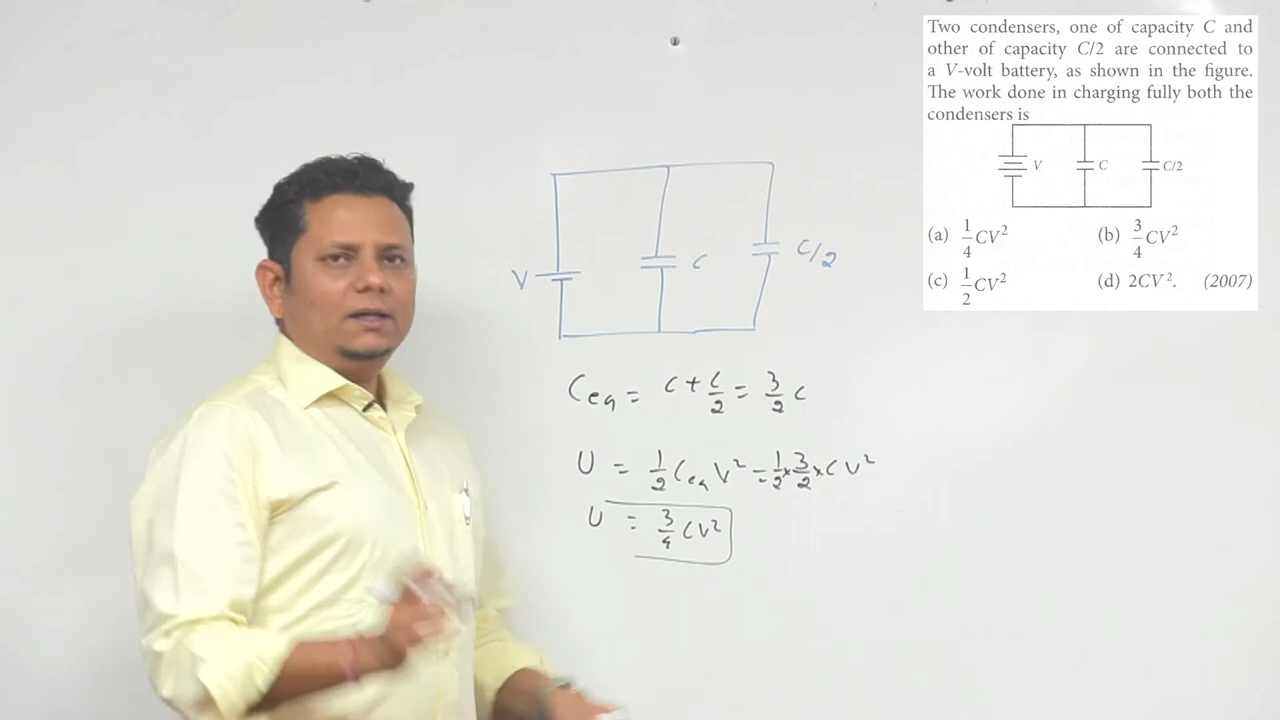 Two condensers, one of capacity C and
other of capacity C/2 are connected to
a V-volt battery, as shown in the figure.
The work done in charging fully both the
condensers is
V C C/2
(a) 1/4 CV² (b) 3/4 CV²
(c) 1/2 CV² (d) 2CV². (2007)
V C C/2
Ceq = C + C/2 = 3/2 C
U = 1/2 Ceq V² = 1/2 × 3/2 × CV²
U = 3/4 CV²